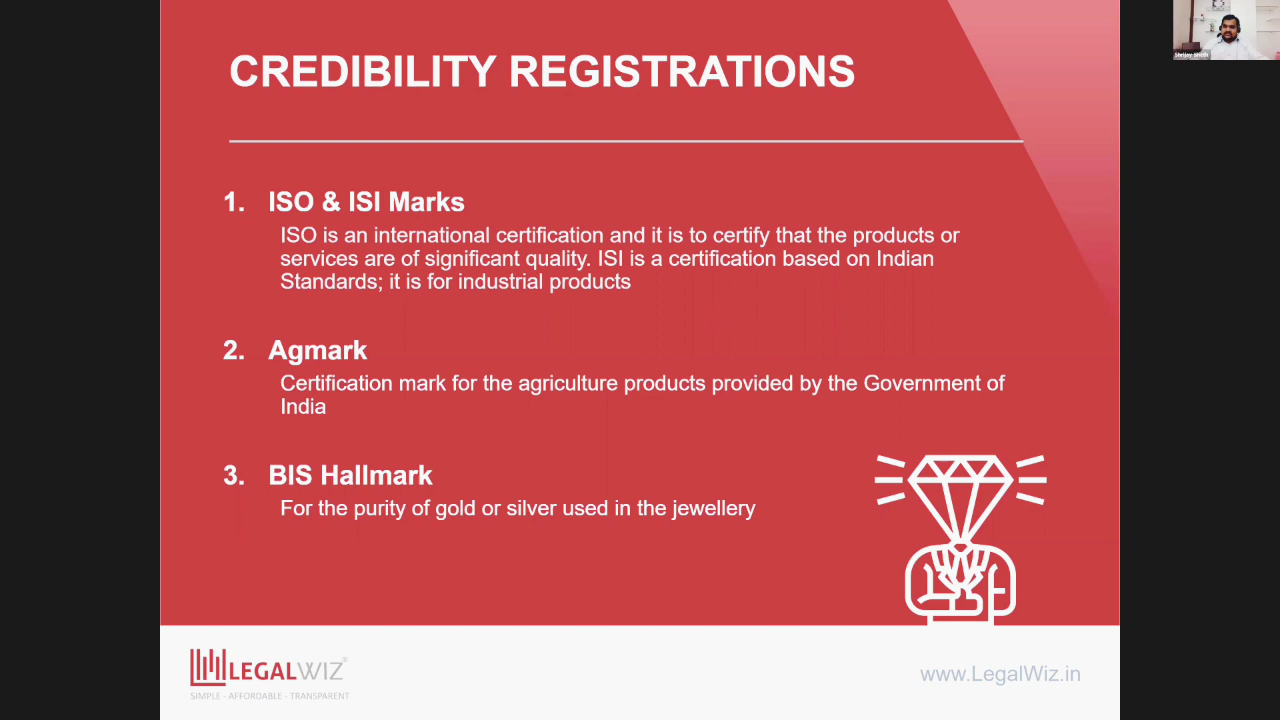 CREDIBILITY REGISTRATIONS
1. ISO & ISI Marks
ISO is an international certification and it is to certify that the products or
services are of significant quality. ISI is a certification based on Indian
Standards; it is for industrial products
2. Agmark
Certification mark for the agriculture products provided by the Government of
India
3. BIS Hallmark
For the purity of gold or silver used in the jewellery
LEGALWIZ
SIMPLE - AFFORDABLE - TRANSPARENT
www.LegalWiz.in